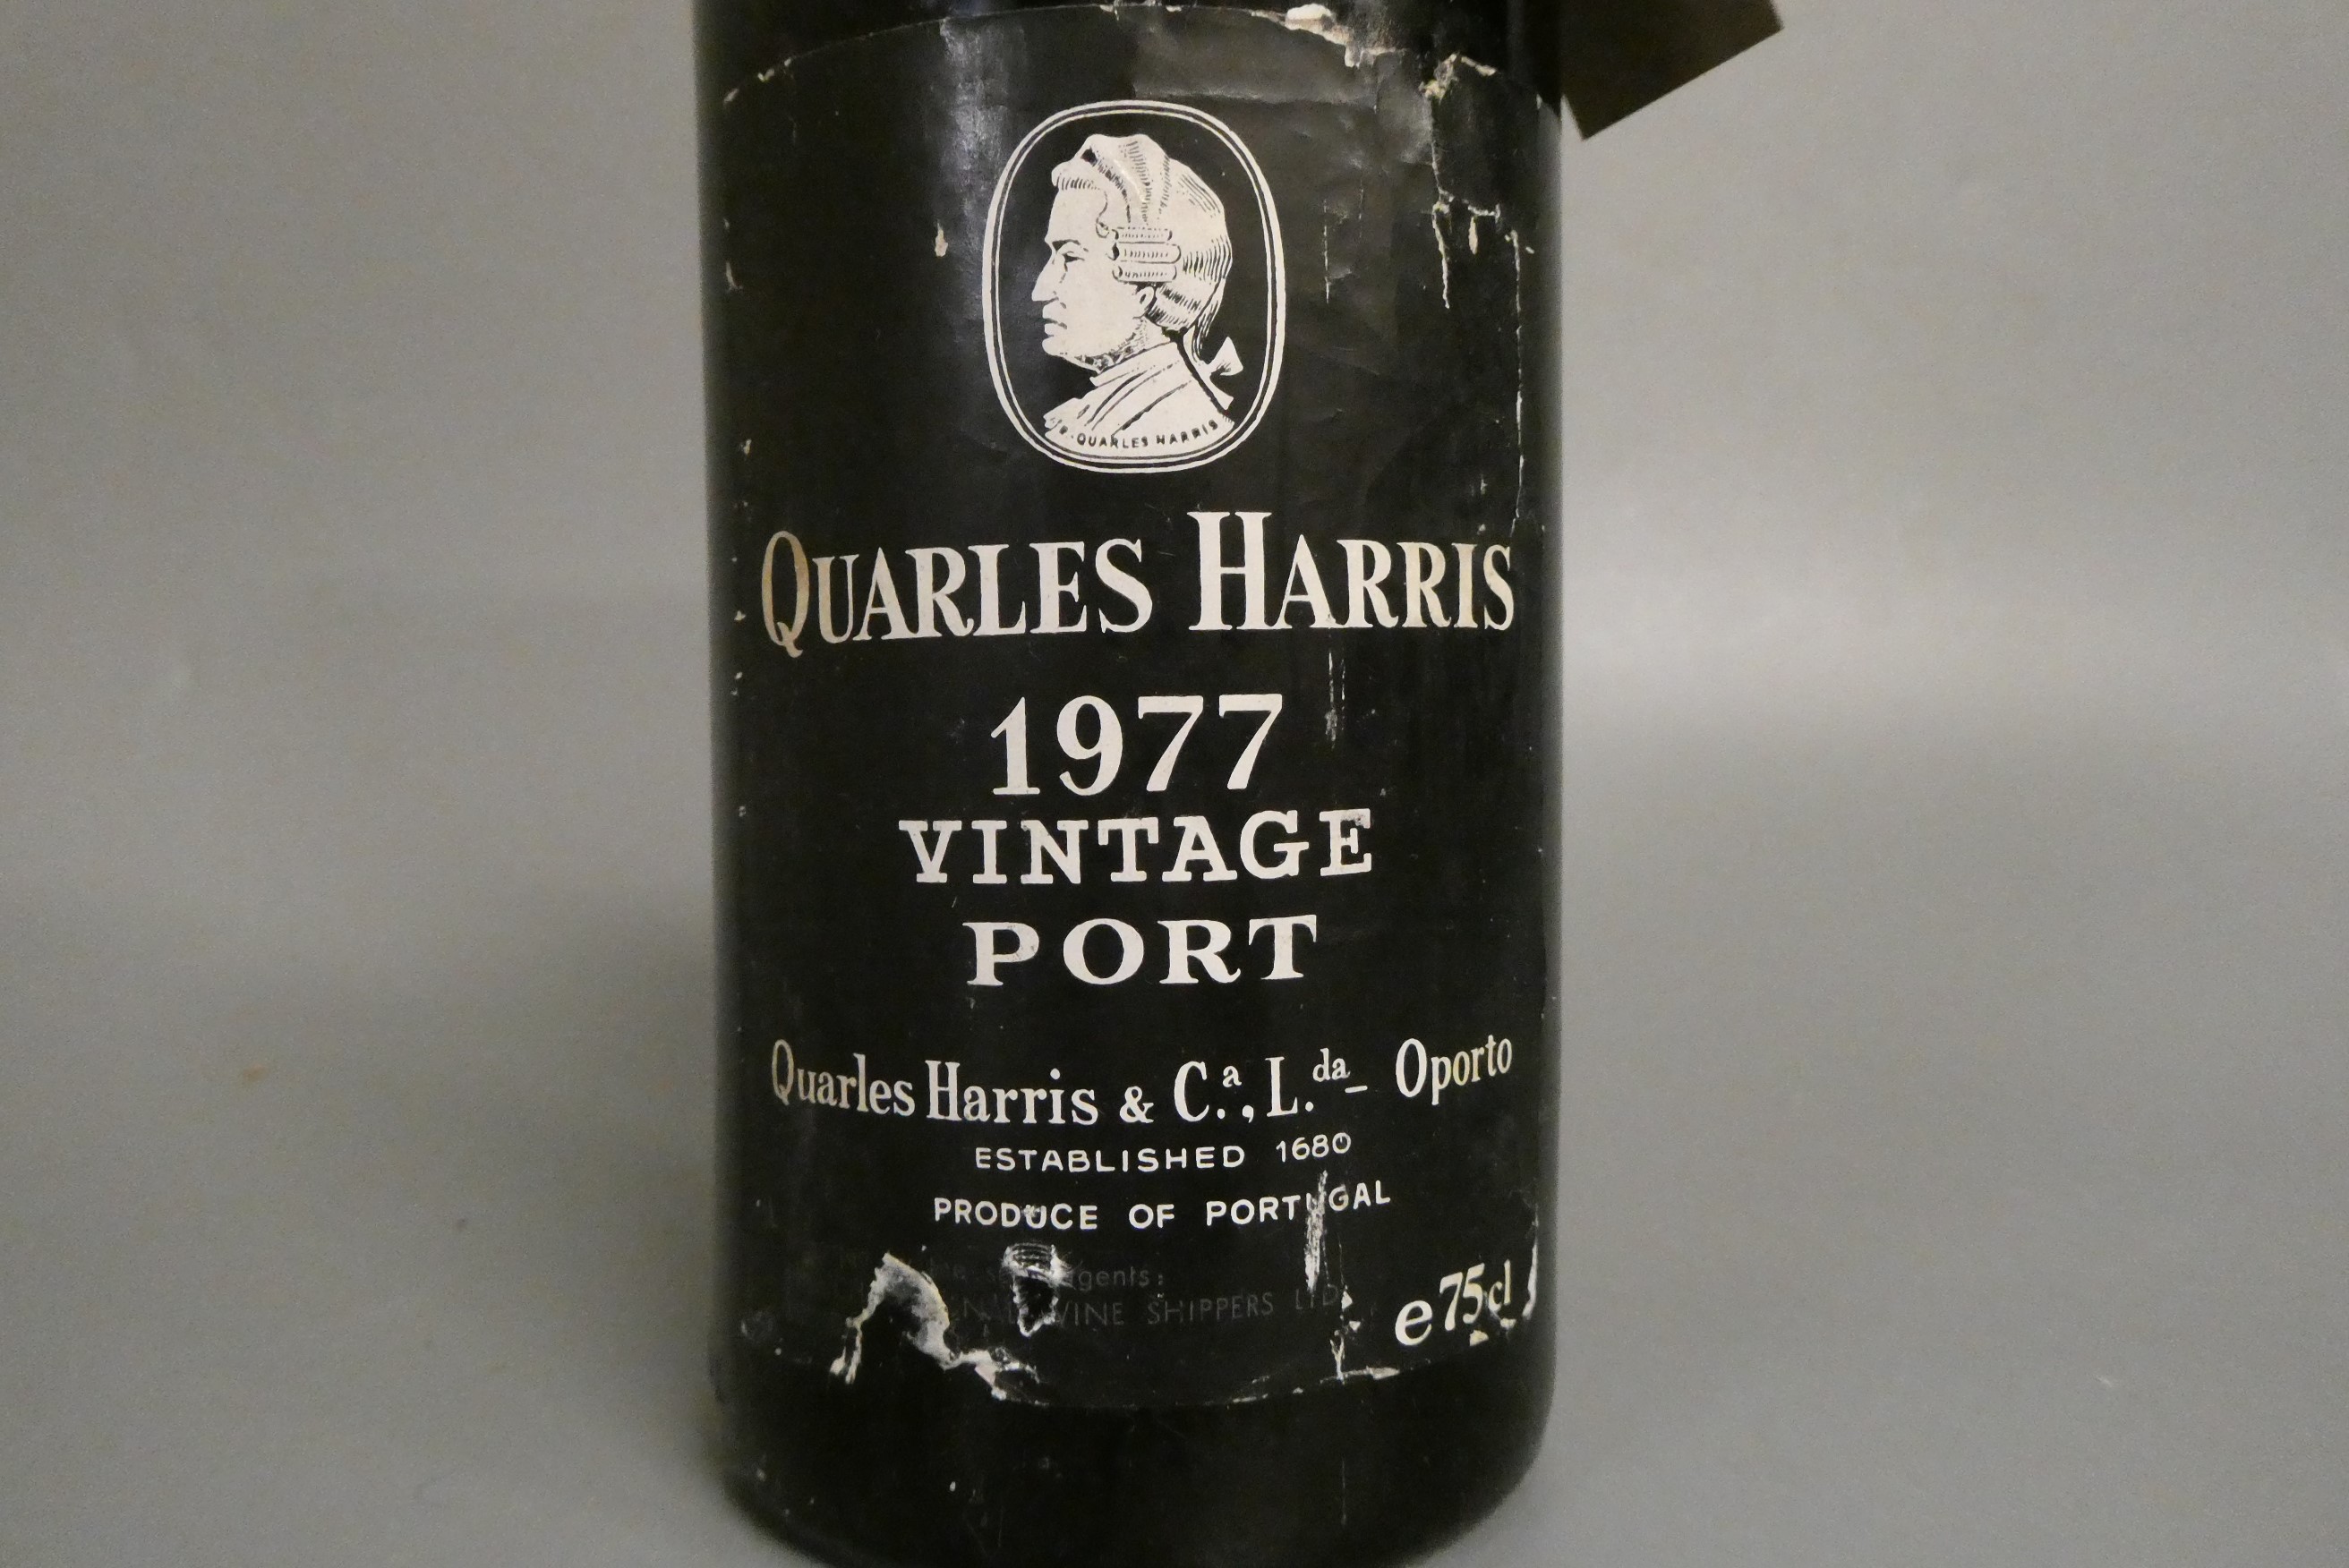 QUARLES HARRIS
QUARLES HARRIS
1977
VINTAGE
PORT
Quarles Harris & C.ª, L.da - Oporto
ESTABLISHED 1680
PRODUCE OF PORTUGAL
agents:
WINE SHIPPERS LTD
e 75cl